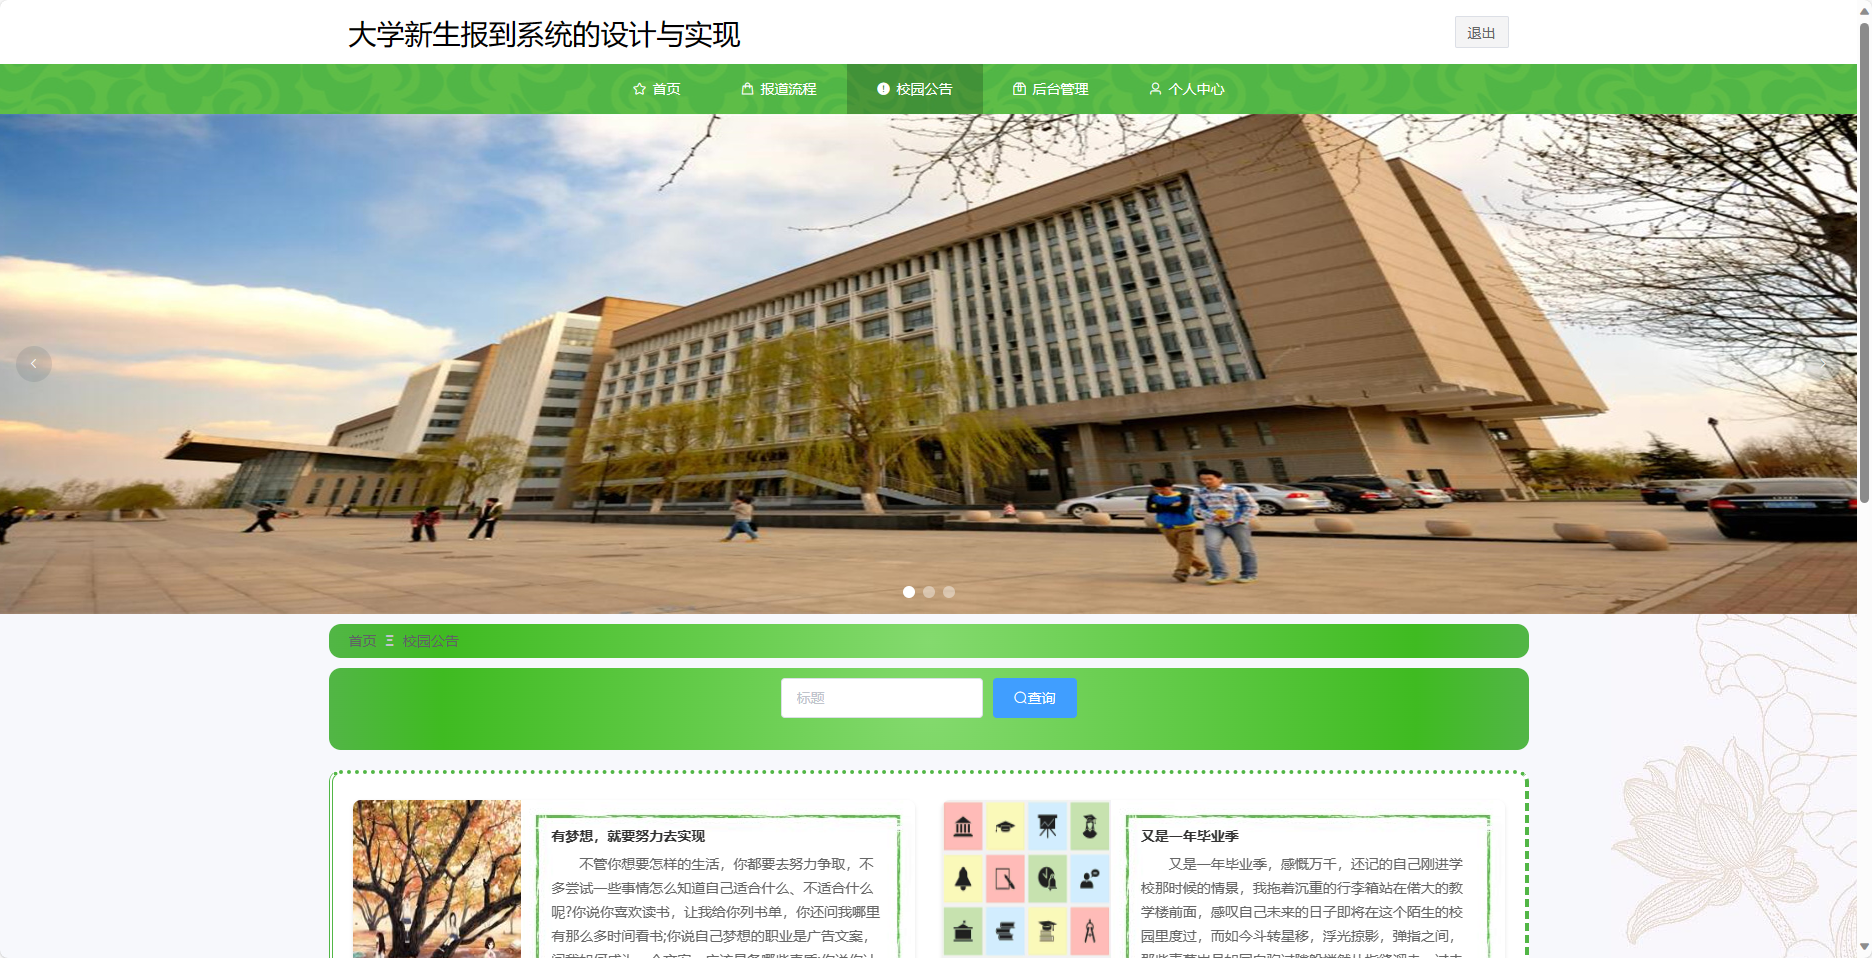 大学新生报到系统的设计与实现
退出
首页
报道流程
校园公告
后台管理
个人中心
首页 校园公告
标题
查询
有梦想，就要努力去实现
不管你想要怎样的生活，你都要去努力争取，不
多尝试一些事情怎么知道自己适合什么、不适合什么
呢?你说你喜欢读书，让我给你列书单，你还问我哪里
有那么多时间看书;你说自己梦想的职业是广告文案，
又是一年毕业季
又是一年毕业季，感慨万千，还记的自己刚进学
校那时候的情景，我拖着沉重的行李箱站在偌大的教
学楼前面，感叹自己未来的日子即将在这个陌生的校
园里度过，而如今斗转星移，浮光掠影，弹指之间，